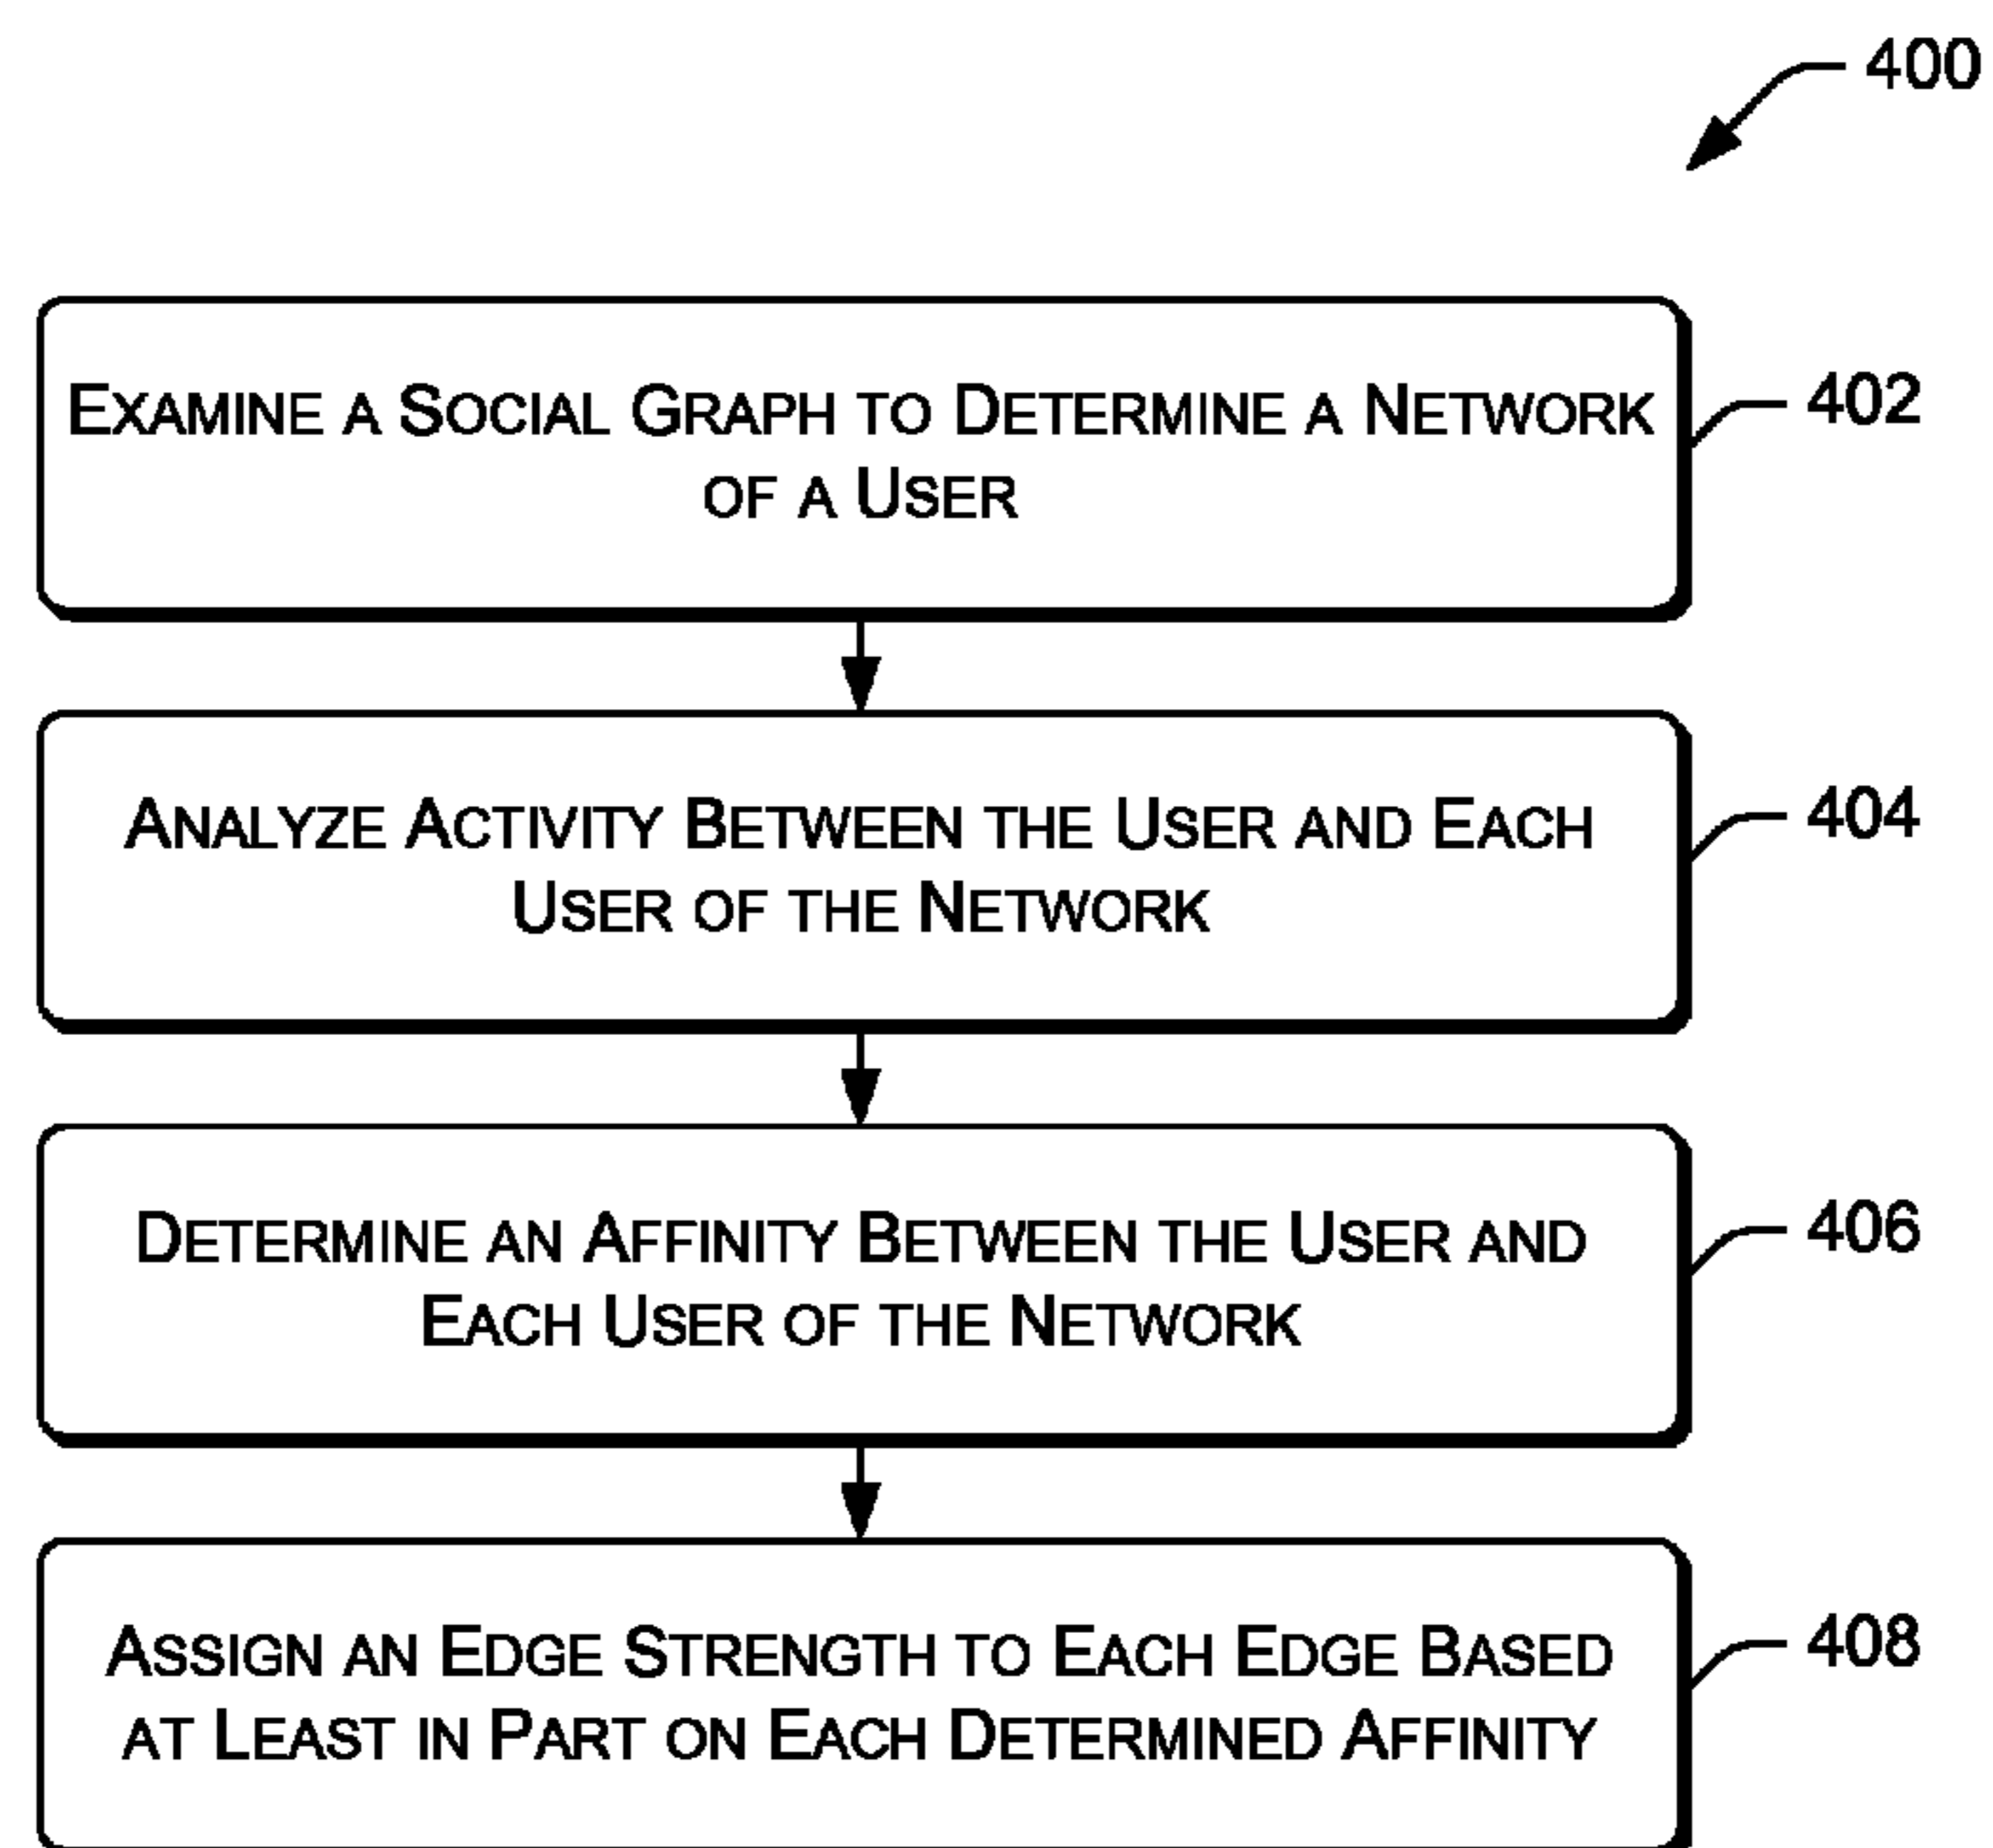 400
EXAMINE A SOCIAL GRAPH TO DETERMINE A NETWORK
OF A USER
402
ANALYZE ACTIVITY BETWEEN THE USER AND EACH
USER OF THE NETWORK
404
DETERMINE AN AFFINITY BETWEEN THE USER AND
EACH USER OF THE NETWORK
406
ASSIGN AN EDGE STRENGTH TO EACH EDGE BASED
AT LEAST IN PART ON EACH DETERMINED AFFINITY
408